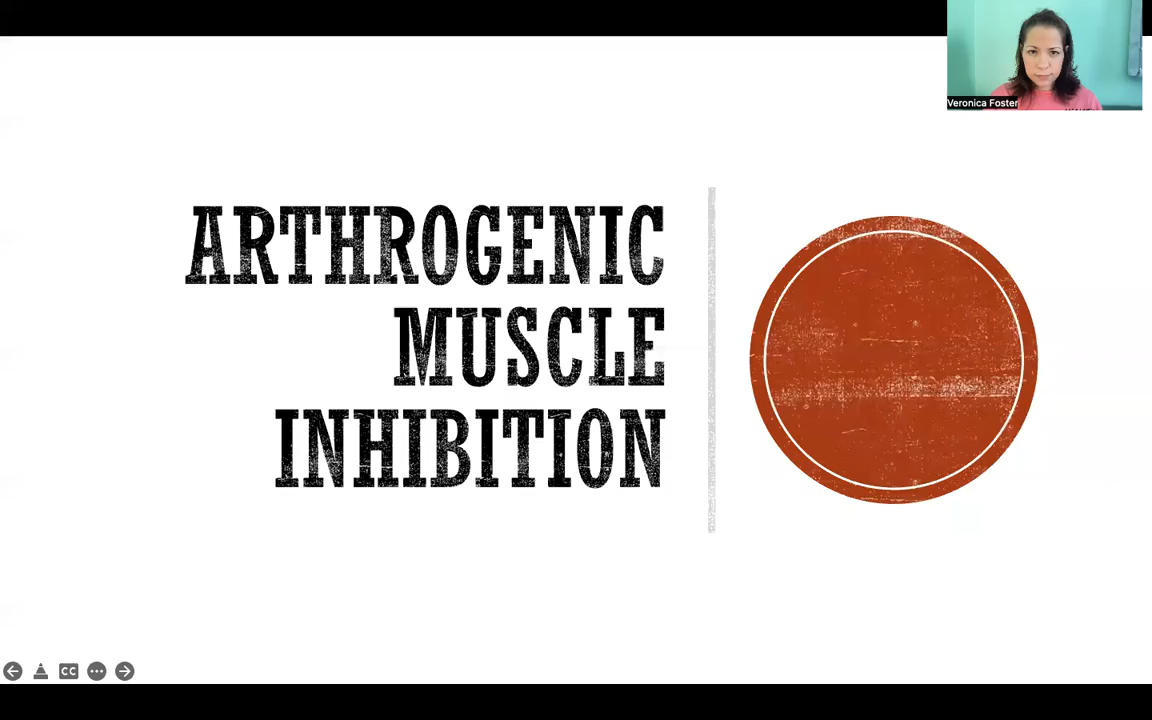 Veronica Foster
ARTHROGENIC
MUSCLE
INHIBITION
CC